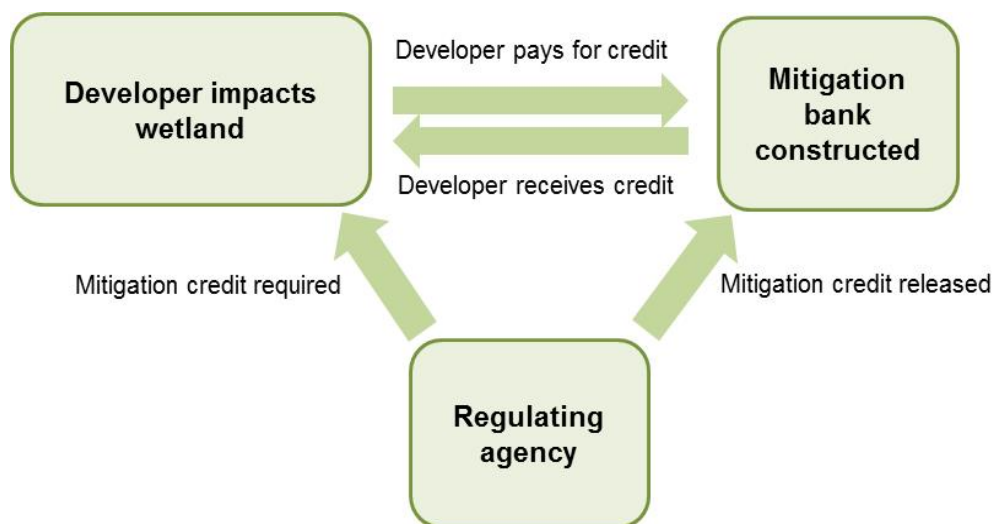 Developer pays for credit
Developer impacts
wetland
Mitigation
bank
constructed
Developer receives credit
Mitigation credit required
Mitigation credit released
Regulating
agency